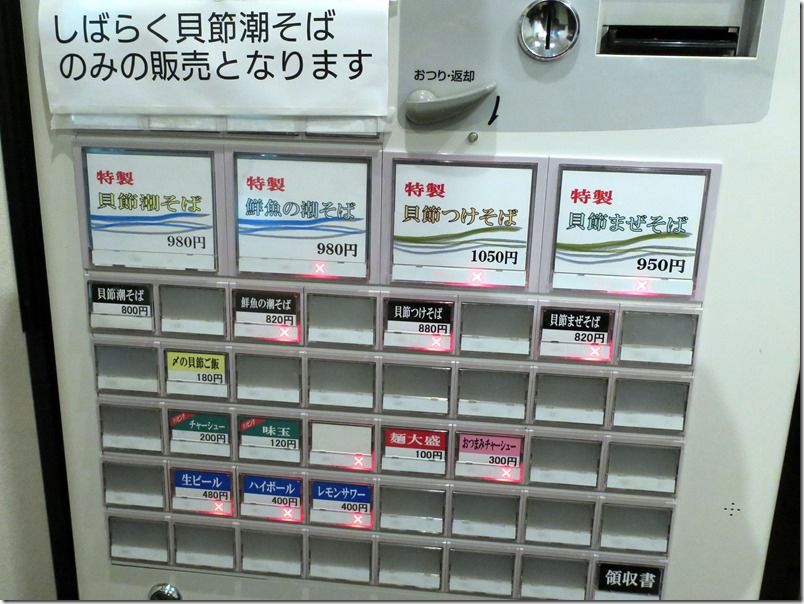 しばらく貝節潮そば
のみの販売となります
おつり・返却
特製
貝節潮そば
980円
特製
鮮魚の潮そば
980円
特製
貝節つけそば
1050円
特製
貝節まぜそば
950円
貝節潮そば
800円
鮮魚の潮そば
820円
貝節つけそば
880円
貝節まぜそば
820円
〆の貝節ご飯
180円
チャーシュー
200円
味玉
120円
麺大盛
100円
おつまみチャーシュー
300円
生ビール
480円
ハイボール
400円
レモンサワー
400円
領収書